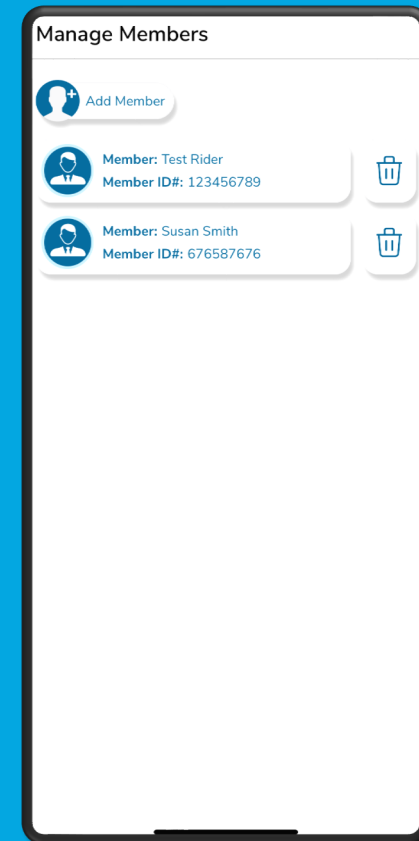 Manage Members
Add Member
Member: Test Rider
Member ID#: 123456789
Member: Susan Smith
Member ID#: 676587676